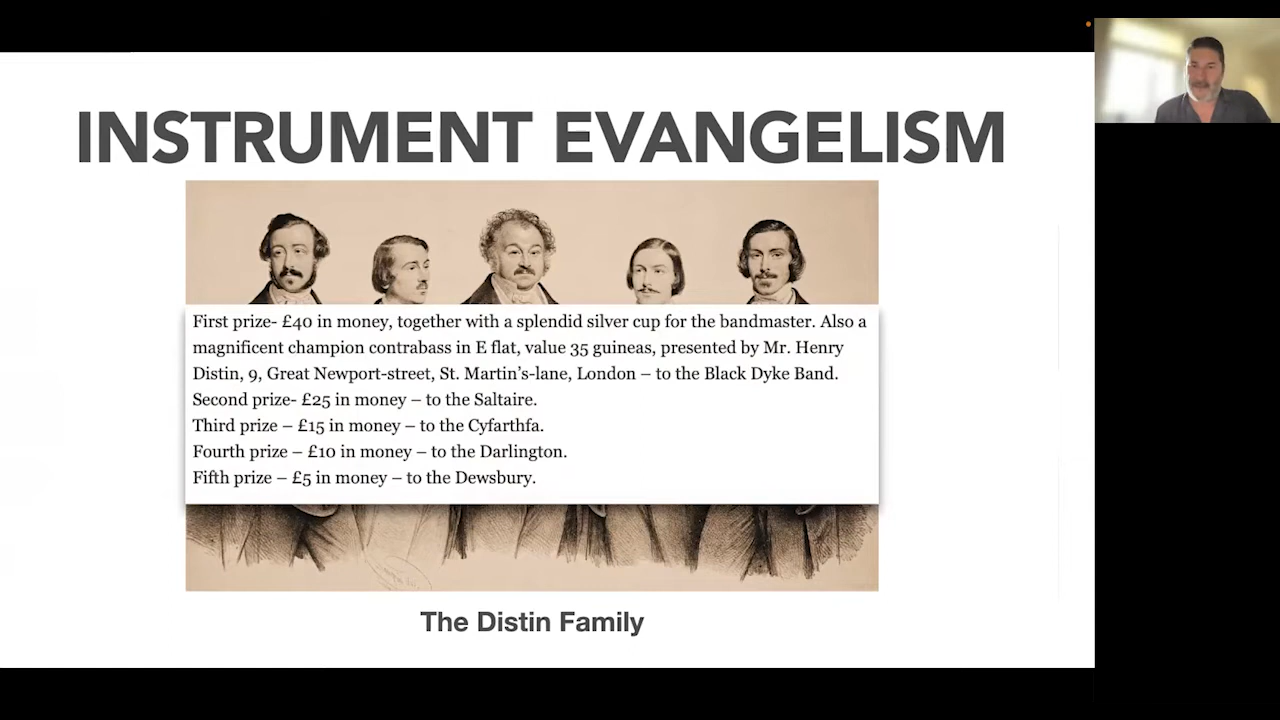 INSTRUMENT EVANGELISM
First prize- £40 in money, together with a splendid silver cup for the bandmaster. Also a
magnificent champion contrabass in E flat, value 35 guineas, presented by Mr. Henry
Distin, 9, Great Newport-street, St. Martin’s-lane, London – to the Black Dyke Band.
Second prize- £25 in money – to the Saltaire.
Third prize – £15 in money – to the Cyfarthfa.
Fourth prize – £10 in money – to the Darlington.
Fifth prize – £5 in money – to the Dewsbury.
The Distin Family